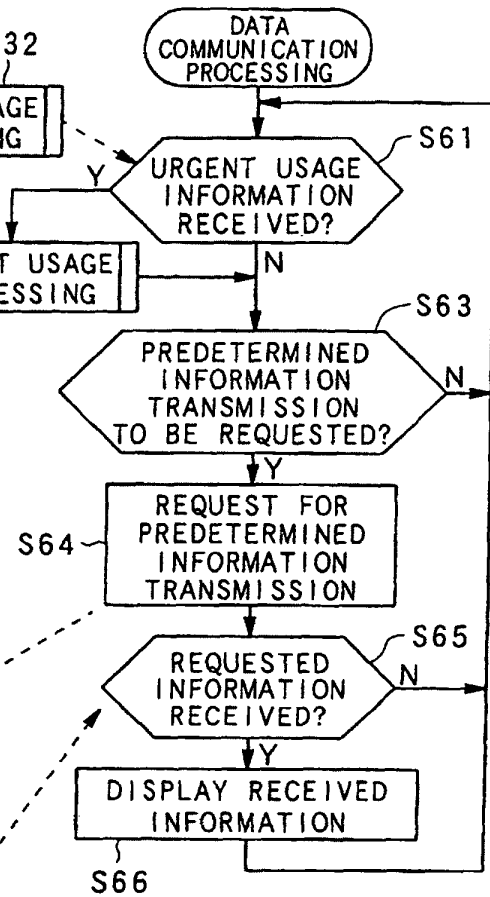 DATA
COMMUNICATION
PROCESSING
32
AGE
NG
S61
URGENT USAGE
INFORMATION
RECEIVED?
Y
N
T USAGE
ESSING
S63
PREDETERMINED
INFORMATION
TRANSMISSION
TO BE REQUESTED?
N
Y
S64
REQUEST FOR
PREDETERMINED
INFORMATION
TRANSMISSION
S65
REQUESTED
INFORMATION
RECEIVED?
N
Y
DISPLAY RECEIVED
INFORMATION
S66